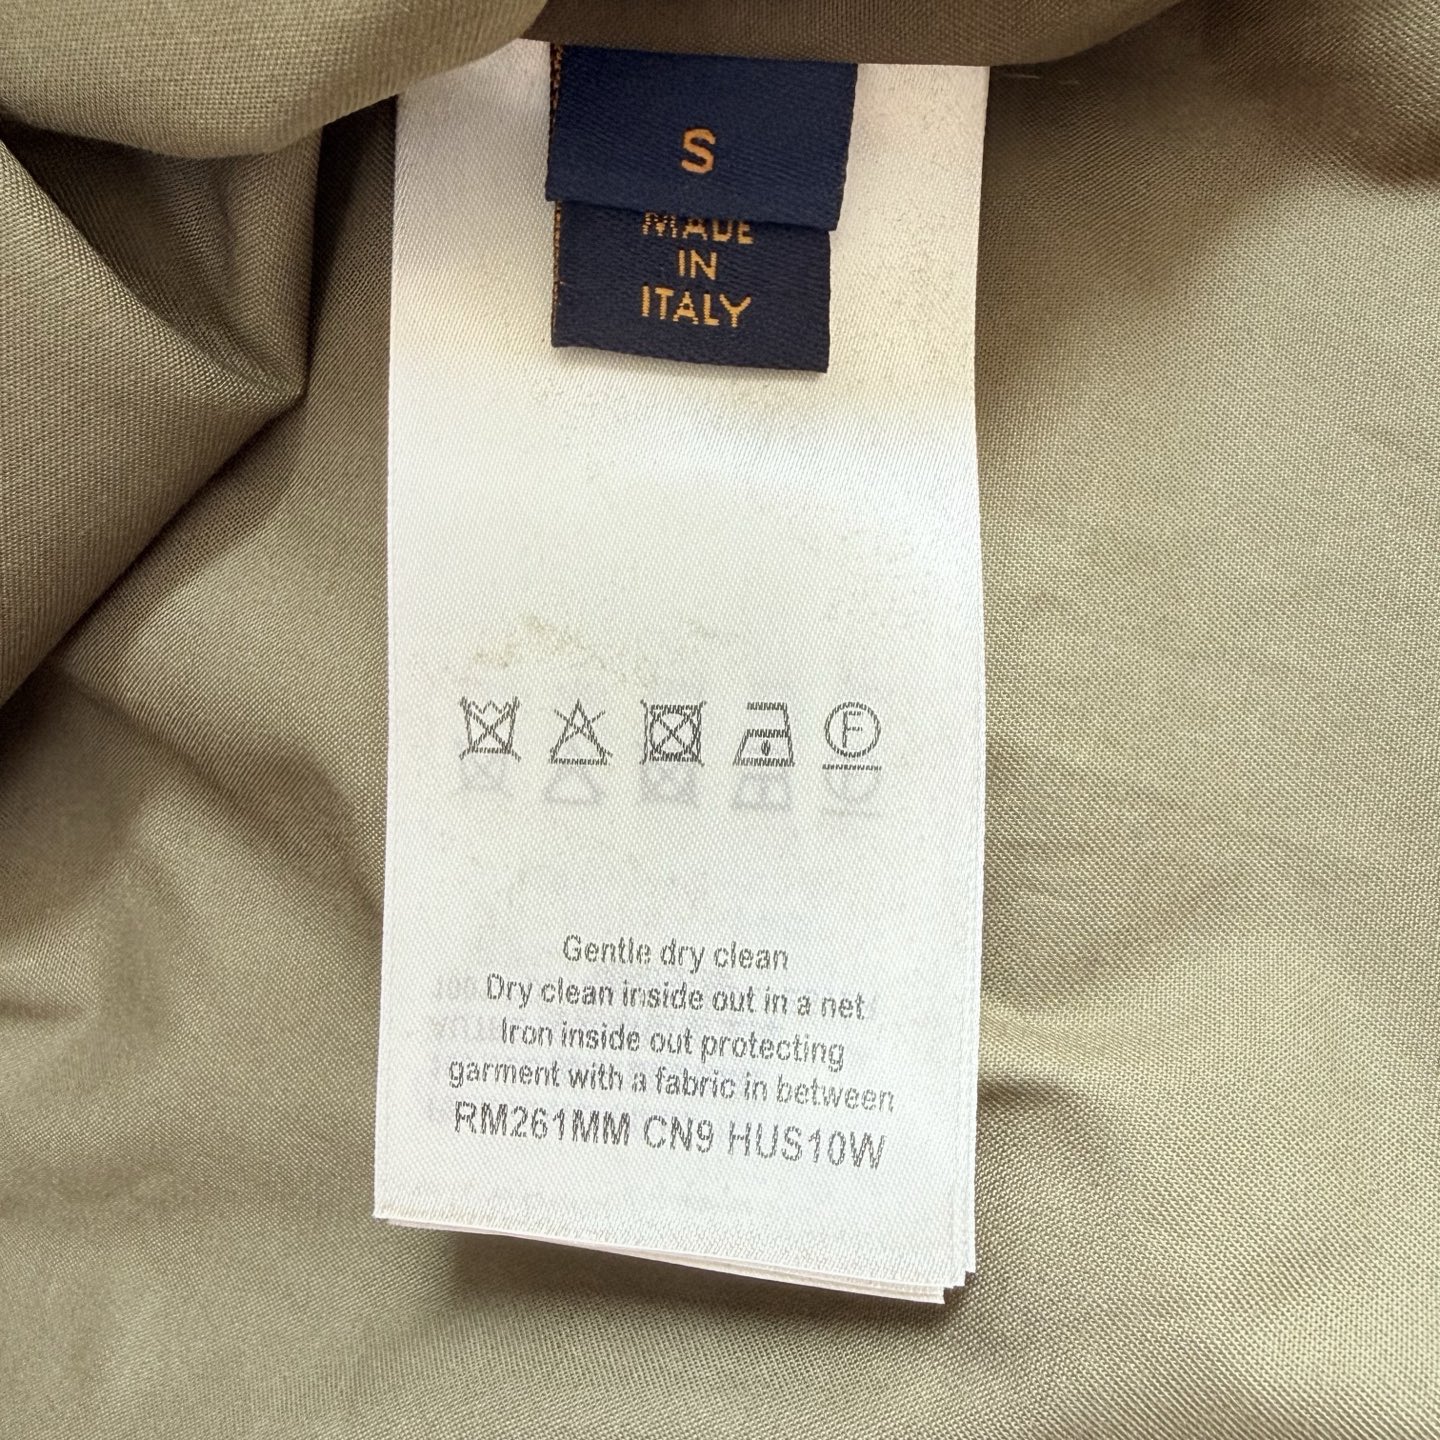 S
MADE
IN
ITALY
F
Gentle dry clean
Dry clean inside out in a net
Iron inside out protecting
garment with a fabric in between
RM261MM CN9 HUS10W